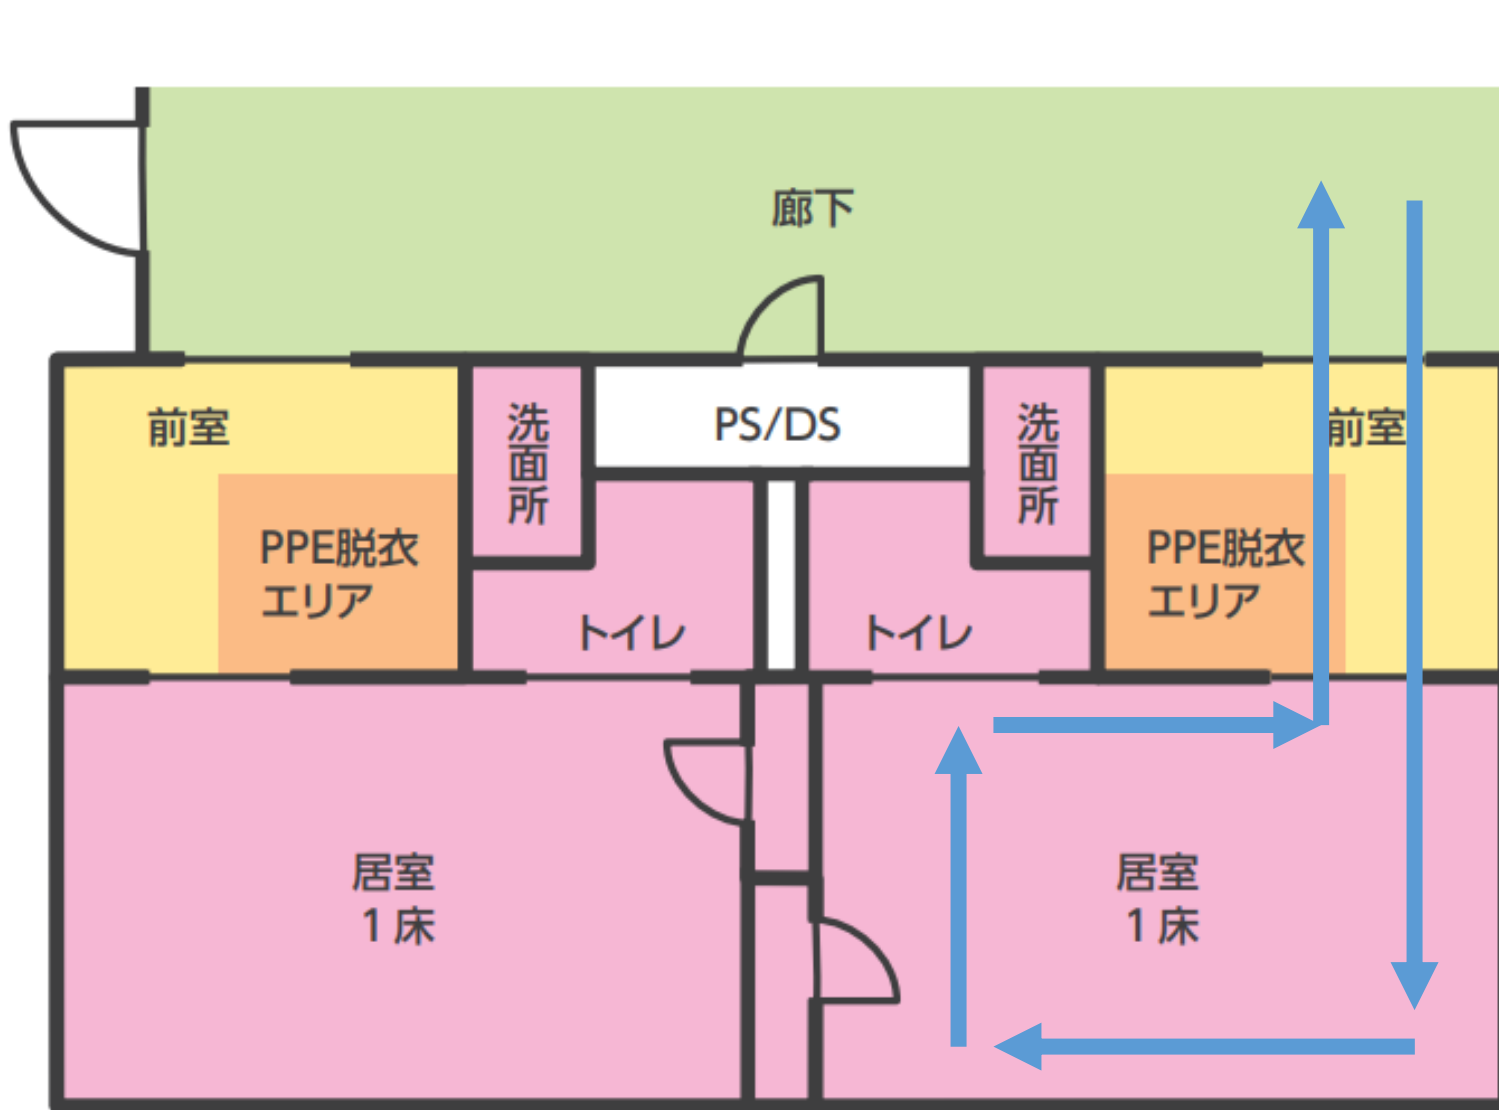 廊下
前室
洗面所
PS/DS
洗面所
前室
PPE脱衣
エリア
トイレ
トイレ
PPE脱衣
エリア
居室
1床
居室
1床